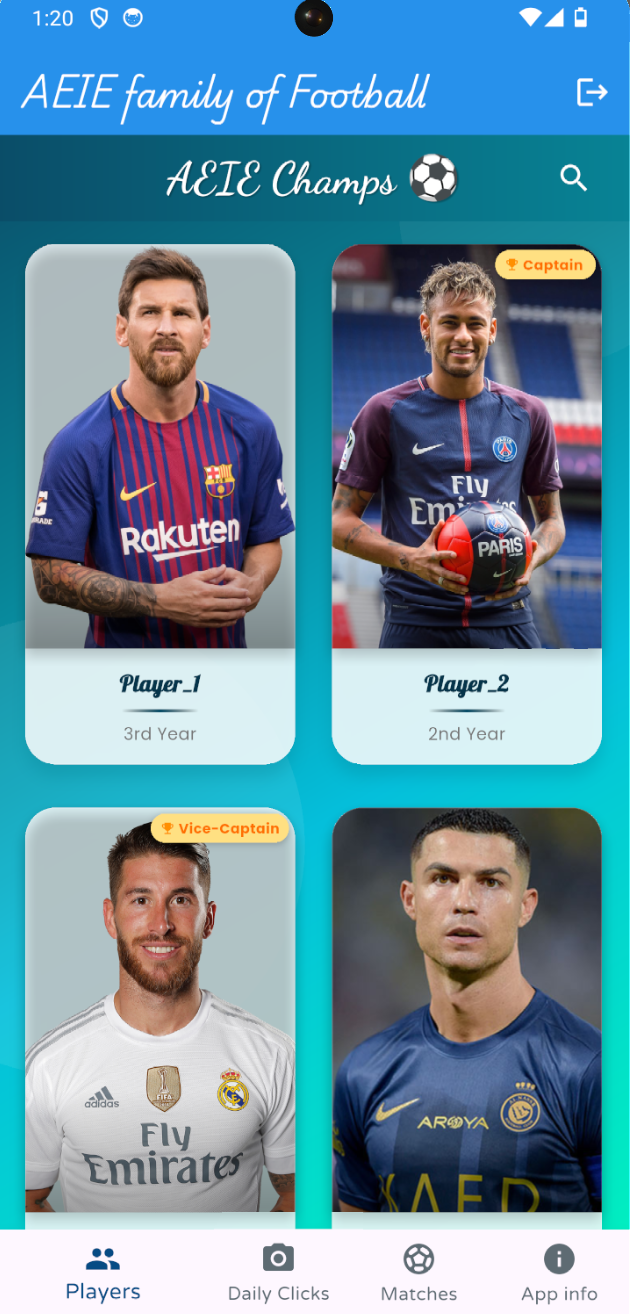 1:20
AEIE family of Football
AEIE Champs
Captain
Rakuten
Fly
PARIS
Player_1
Player_2
3rd Year
2nd Year
Vice-Captain
adidas
FIFA
Fly
Emirates
AROYA
Players
Daily Clicks
Matches
App info